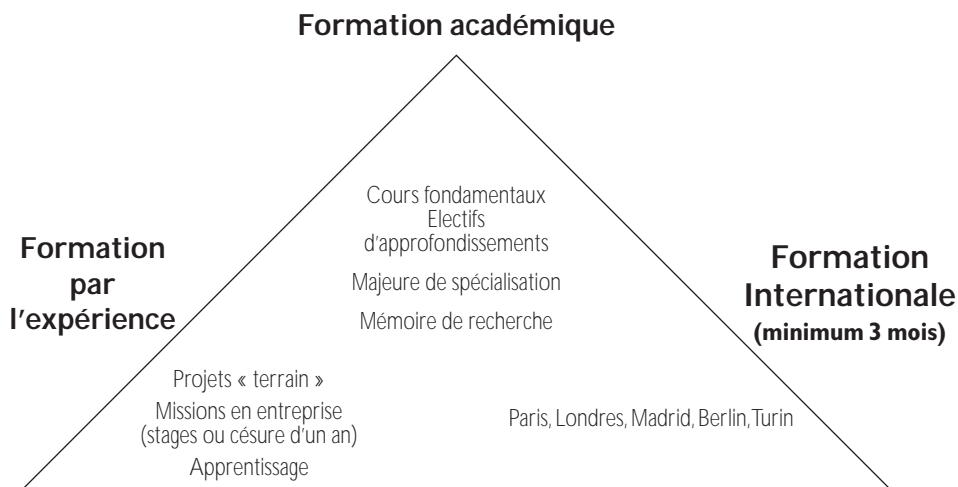 Formation académique
Cours fondamentaux
Electifs
d'approfondissements
Majeure de spécialisation
Mémoire de recherche
Formation
par
l'expérience
Formation
Internationale
(minimum 3 mois)
Projets « terrain »
Missions en entreprise
(stages ou césure d'un an)
Apprentissage
Paris, Londres, Madrid, Berlin,Turin